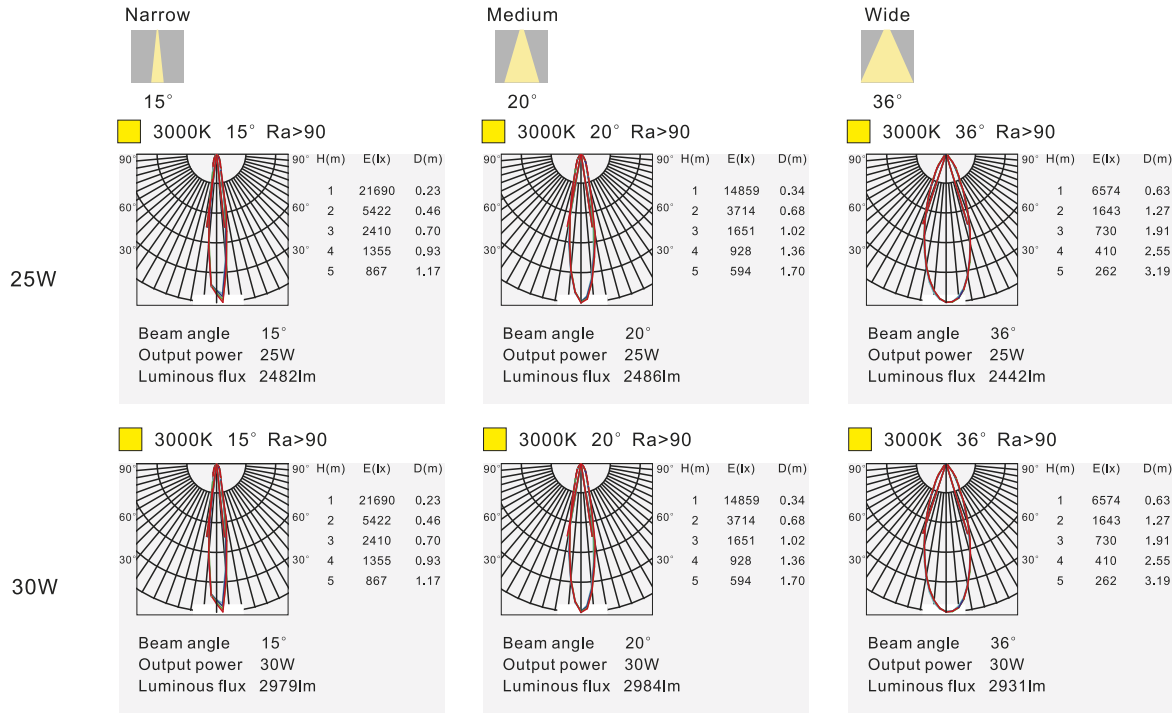 Narrow
15°
Medium
20°
Wide
36°
25W
3000K 15° Ra>90
90° 90° H(m) E(lx) D(m)
1 21690 0.23
60° 60° 2 5422 0.46
3 2410 0.70
30° 30° 4 1355 0.93
5 867 1.17
Beam angle 15°
Output power 25W
Luminous flux 2482lm
3000K 20° Ra>90
90° 90° H(m) E(lx) D(m)
1 14859 0.34
60° 60° 2 3714 0.68
3 1651 1.02
30° 30° 4 928 1.36
5 594 1.70
Beam angle 20°
Output power 25W
Luminous flux 2486lm
3000K 36° Ra>90
90° 90° H(m) E(lx) D(m)
1 6574 0.63
60° 60° 2 1643 1.27
3 730 1.91
30° 30° 4 410 2.55
5 262 3.19
Beam angle 36°
Output power 25W
Luminous flux 2442lm
30W
3000K 15° Ra>90
90° 90° H(m) E(lx) D(m)
1 21690 0.23
60° 60° 2 5422 0.46
3 2410 0.70
30° 30° 4 1355 0.93
5 867 1.17
Beam angle 15°
Output power 30W
Luminous flux 2979lm
3000K 20° Ra>90
90° 90° H(m) E(lx) D(m)
1 14859 0.34
60° 60° 2 3714 0.68
3 1651 1.02
30° 30° 4 928 1.36
5 594 1.70
Beam angle 20°
Output power 30W
Luminous flux 2984lm
3000K 36° Ra>90
90° 90° H(m) E(lx) D(m)
1 6574 0.63
60° 60° 2 1643 1.27
3 730 1.91
30° 30° 4 410 2.55
5 262 3.19
Beam angle 36°
Output power 30W
Luminous flux 2931lm